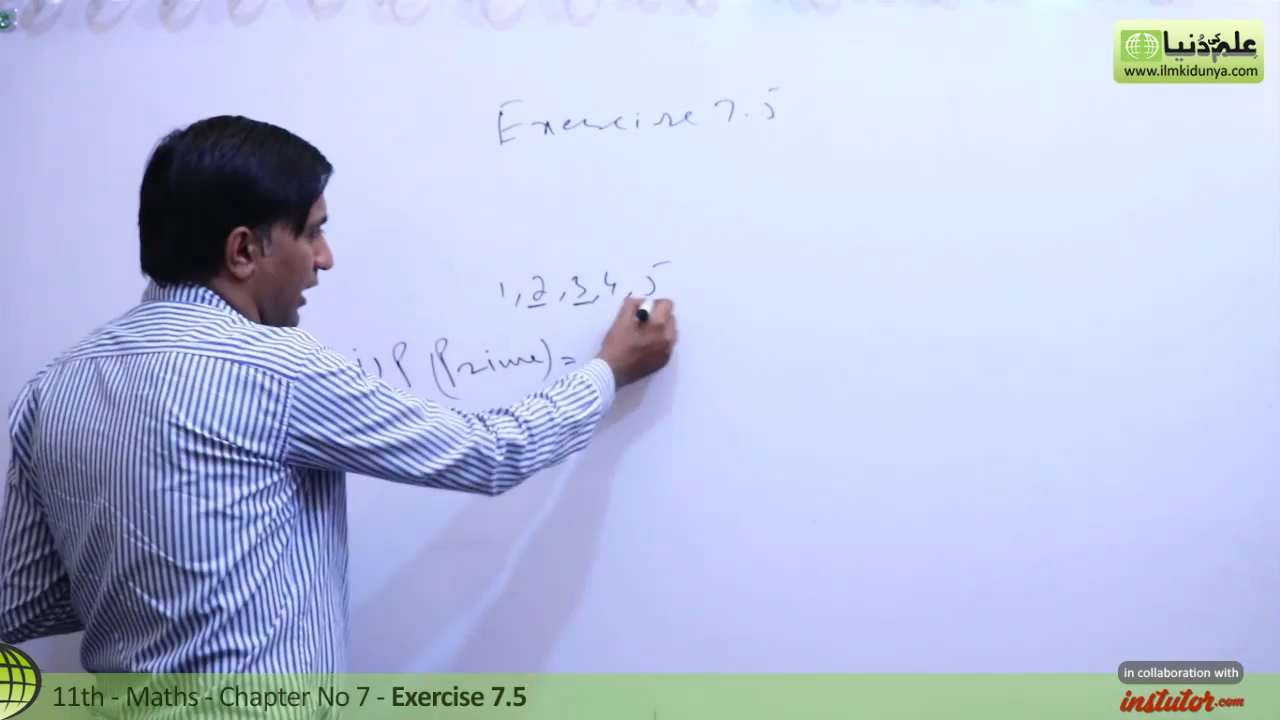 علم کی دُنیا
www.ilmkidunya.com
Exercise 7.5
1, 2, 3, 4, 5
P (Prime) =
11th - Maths - Chapter No 7 - Exercise 7.5
in collaboration with
instutor.com